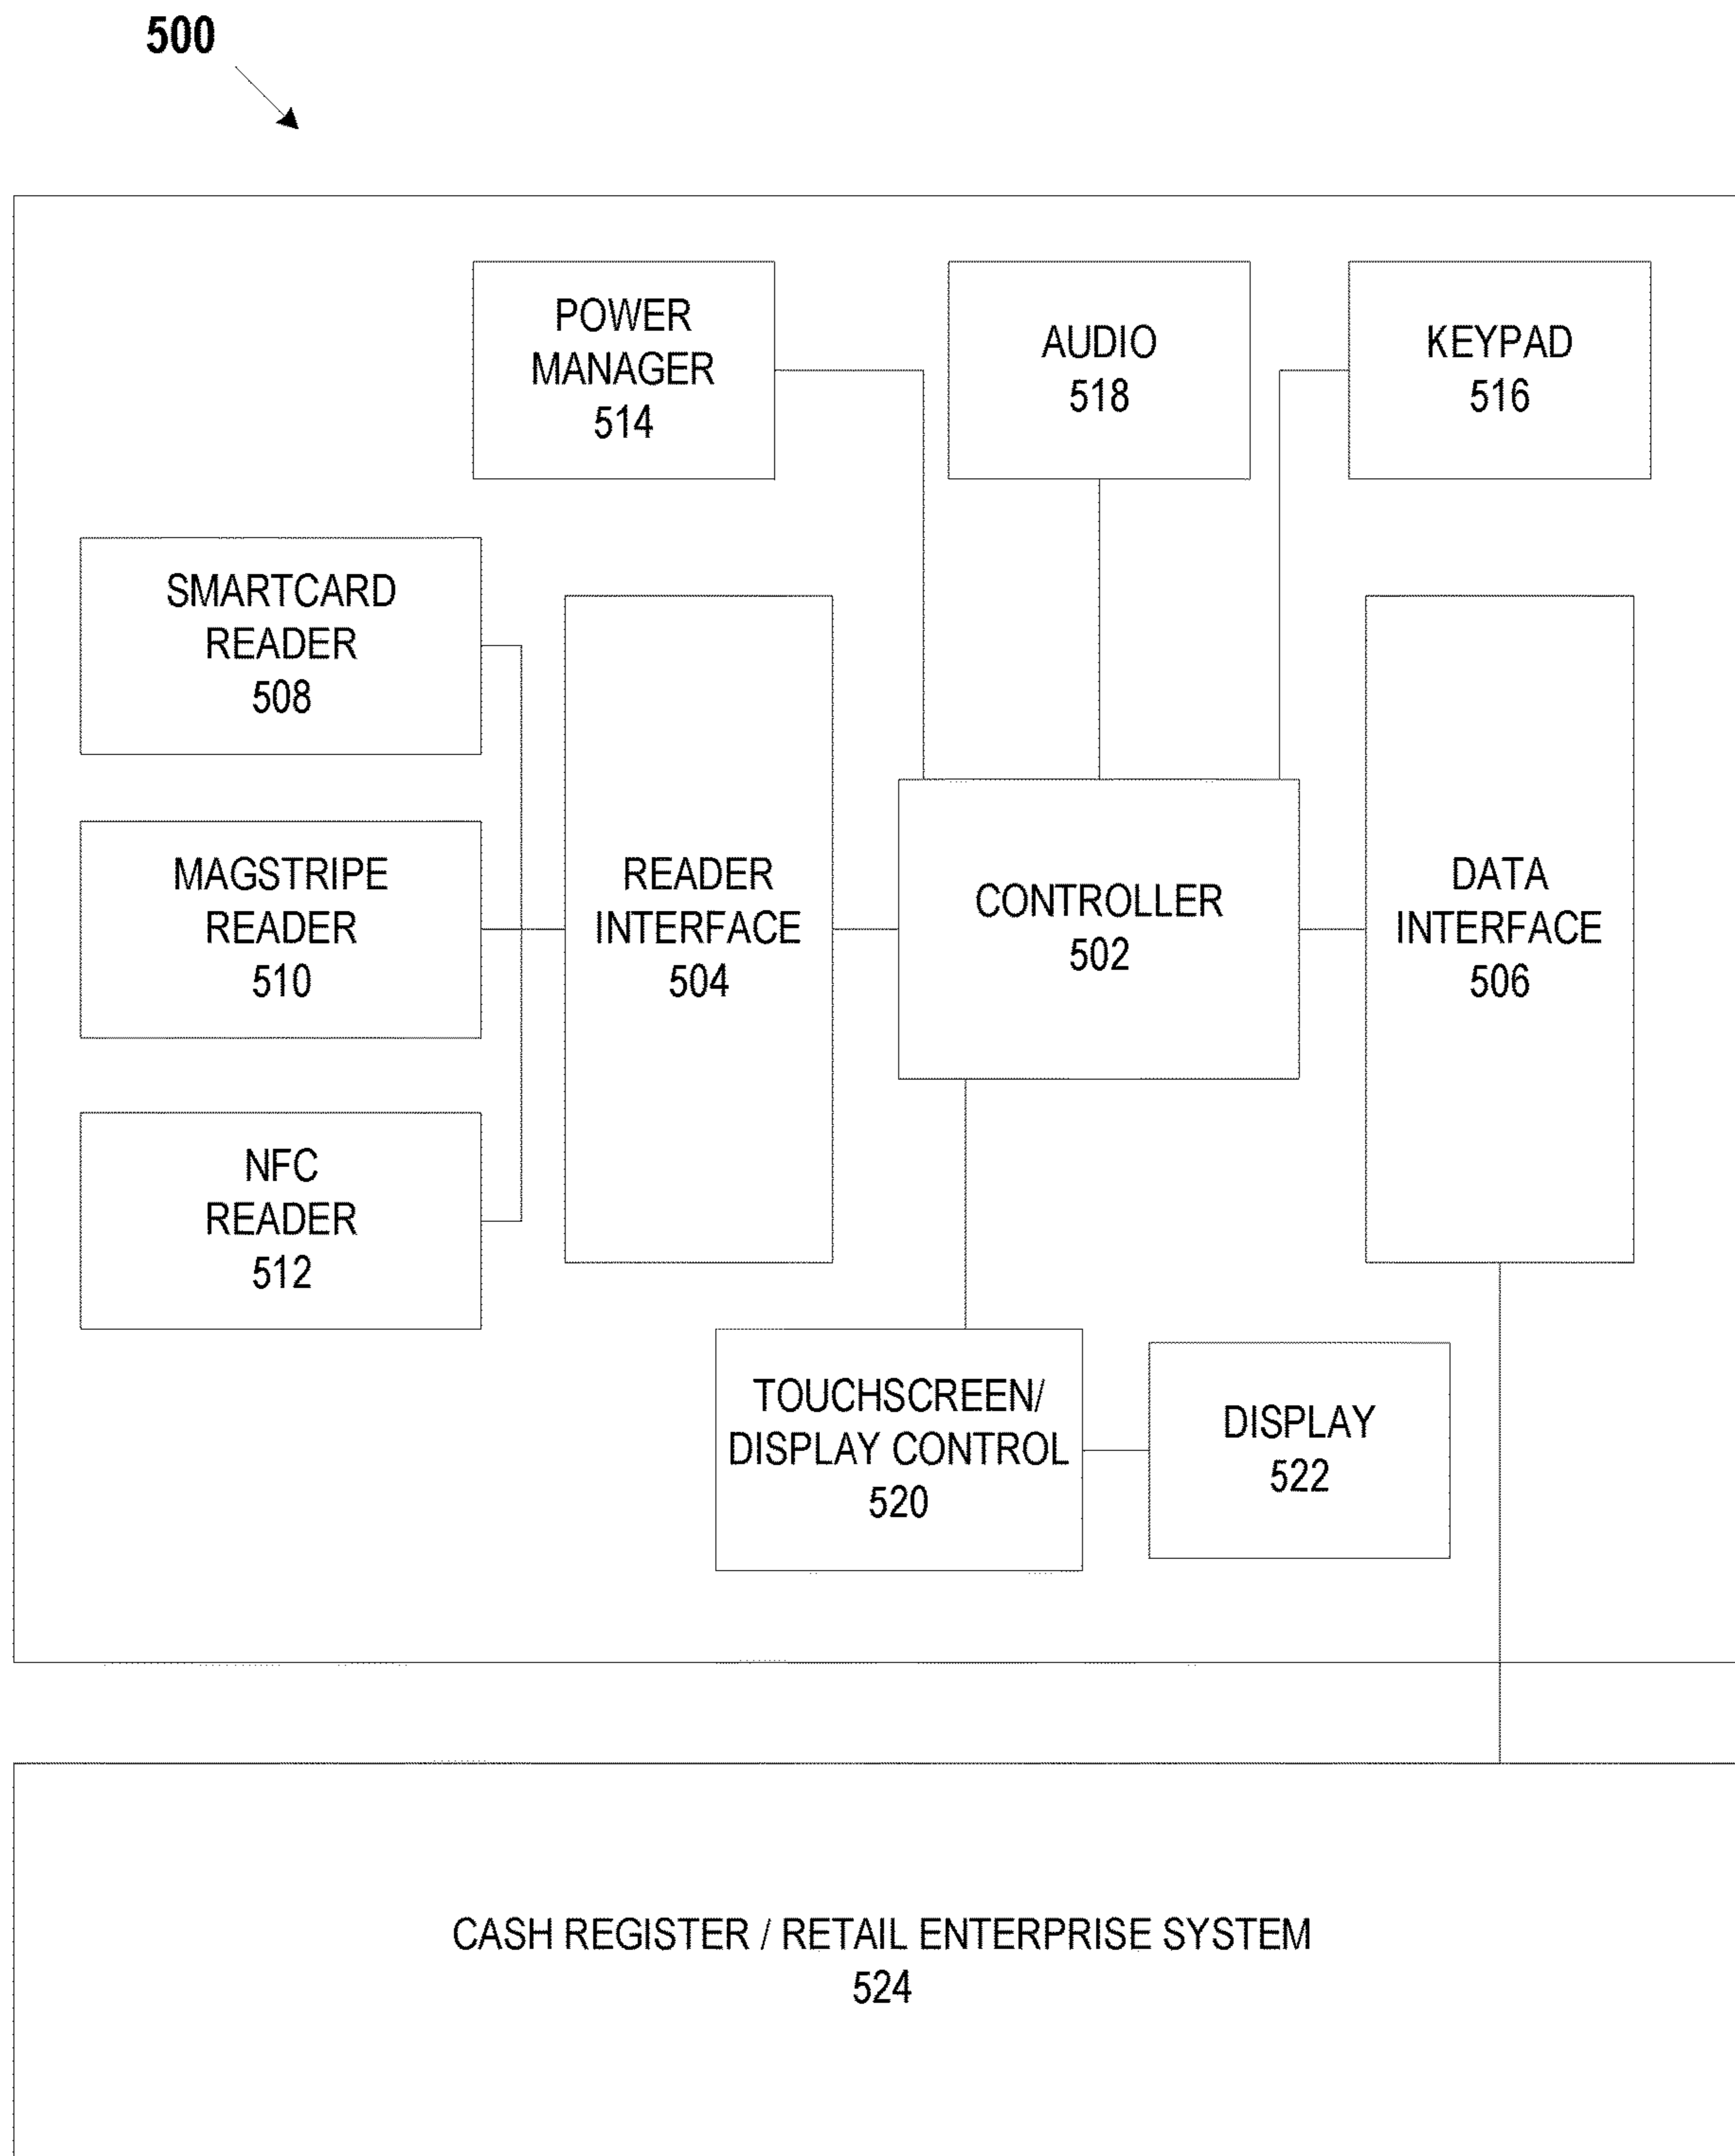 500
POWER
MANAGER
514
AUDIO
518
KEYPAD
516
SMARTCARD
READER
508
MAGSTRIPE
READER
510
NFC
READER
512
READER
INTERFACE
504
CONTROLLER
502
DATA
INTERFACE
506
TOUCHSCREEN/
DISPLAY CONTROL
520
DISPLAY
522
CASH REGISTER / RETAIL ENTERPRISE SYSTEM
524